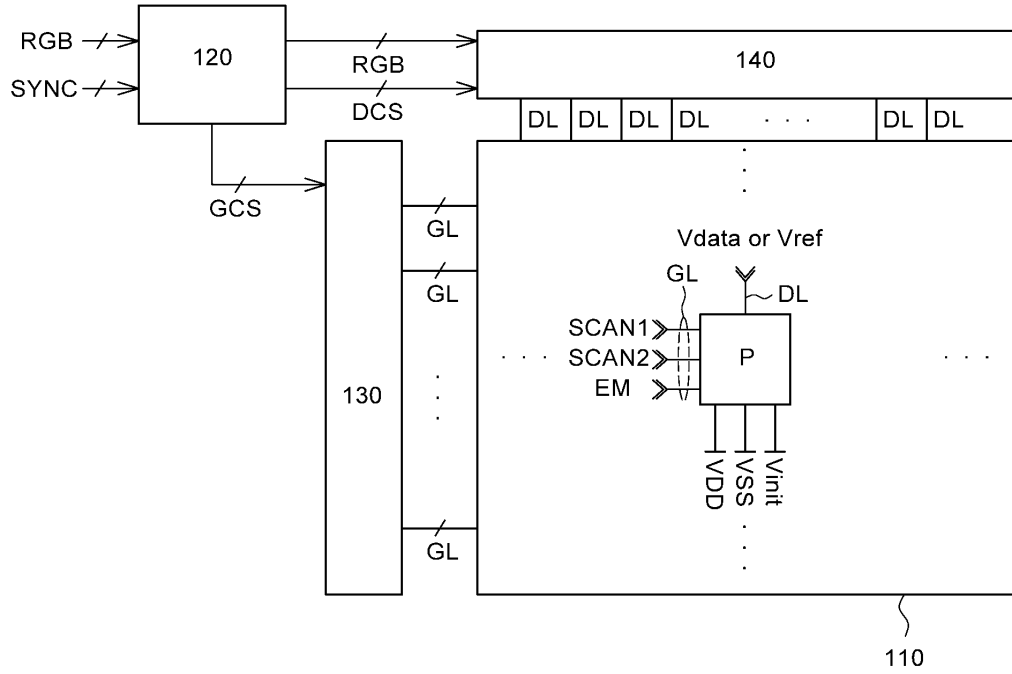 RGB
SYNC
120
RGB
DCS
140
DL DL DL DL . . . DL DL
GCS
GL
GL
130
GL
Vdata or Vref
GL
DL
SCAN1
SCAN2
EM
P
VDD
VSS
Vinit
110